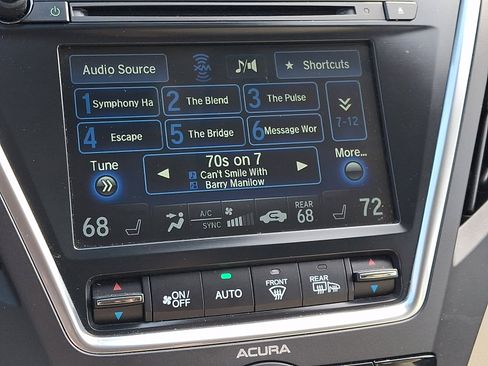 Audio Source
XM
Shortcuts
1 Symphony Ha
2 The Blend
3 The Pulse
7-12
4 Escape
5 The Bridge
6 Message Wor
Tune
70s on 7
Can't Smile With
Barry Manilow
More...
68
A/C
SYNC
REAR
68
72
ON/
OFF
AUTO
FRONT
REAR
ACURA